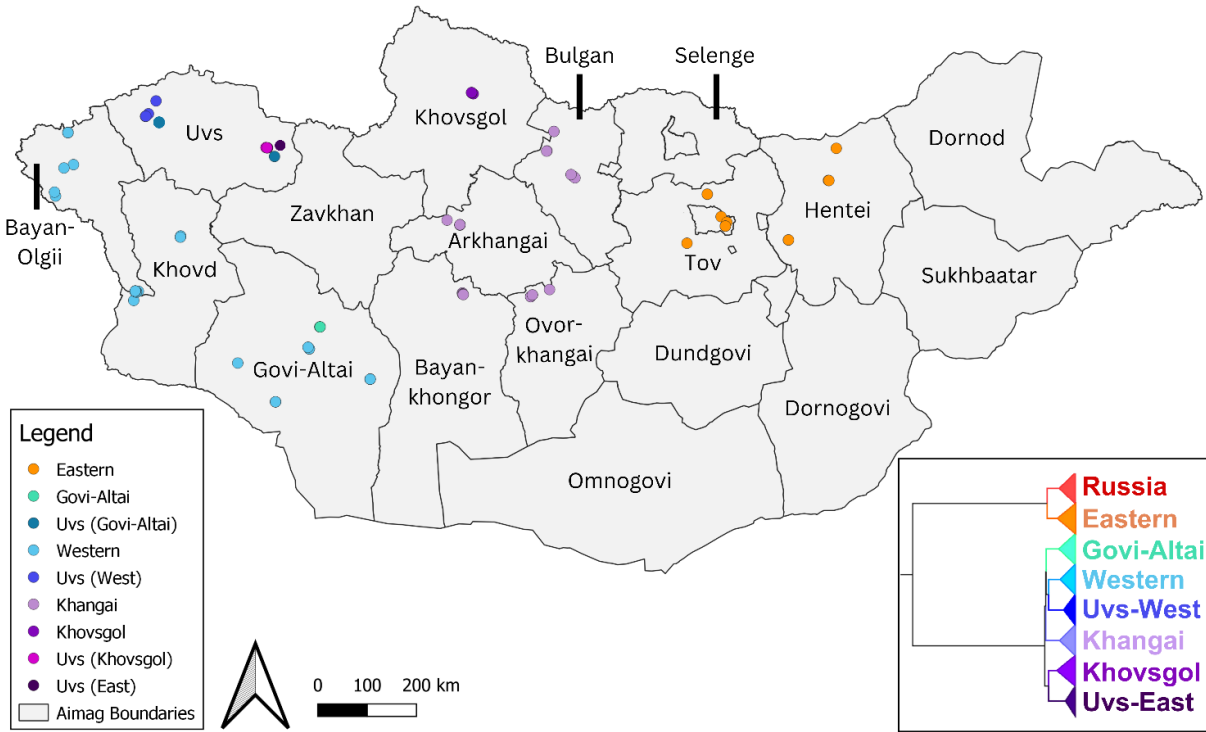 Bulgan
Selenge
Khovsgol
Dornod
Uvs
Zavkhan
Hentei
Bayan-
Olgii
Arkhangai
Khovd
Tov
Sukhbaatar
Ovor-
khangai
Dundgovi
Govi-Altai
Bayan-
khongor
Dornogovi
Omnogovi
Legend
Eastern
Govi-Altai
Uvs (Govi-Altai)
Western
Uvs (West)
Khangai
Khovsgol
Uvs (Khovsgol)
Uvs (East)
Aimag Boundaries
0 100 200 km
Russia
Eastern
Govi-Altai
Western
Uvs-West
Khangai
Khovsgol
Uvs-East